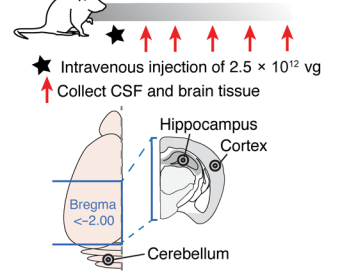 Intravenous injection of 2.5 × 10¹² vg
Collect CSF and brain tissue
Hippocampus
Cortex
Bregma
<-2.00
Cerebellum